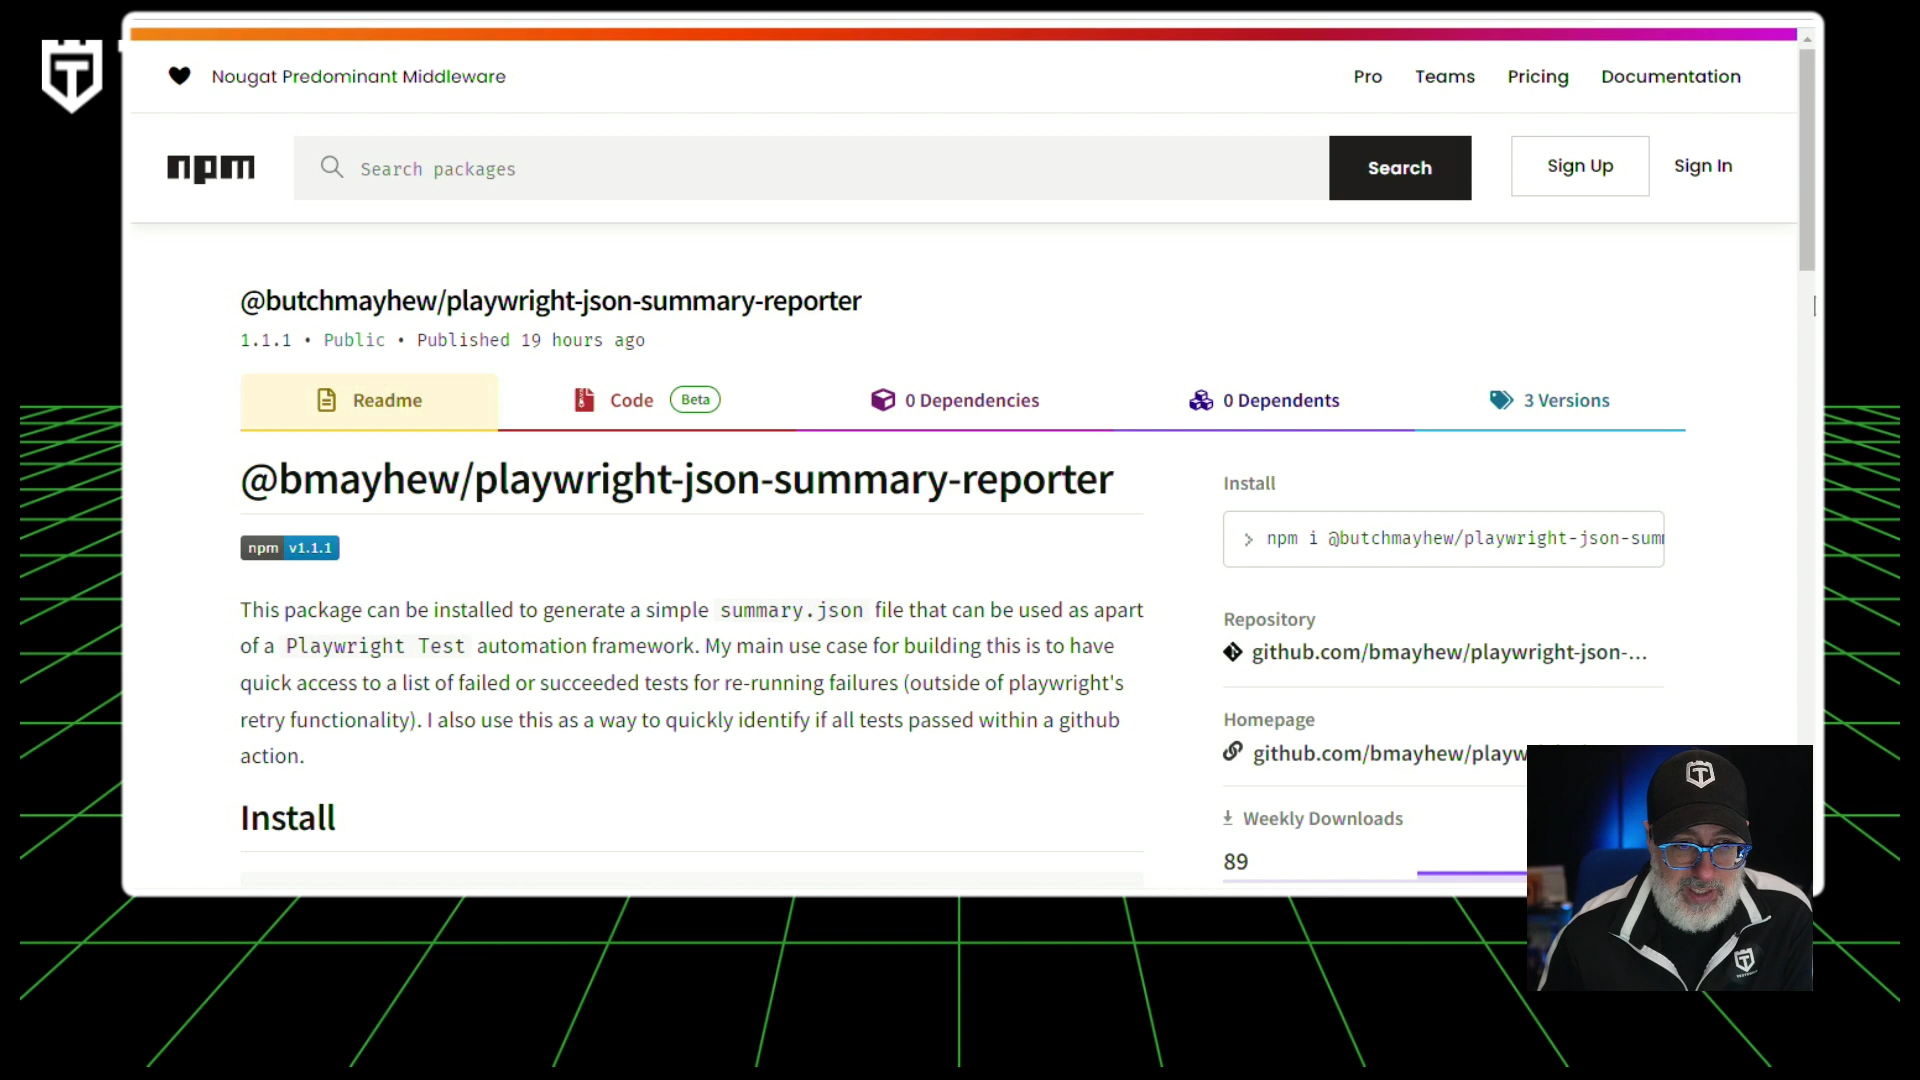 Nougat Predominant Middleware
Pro
Teams
Pricing
Documentation
npm
Search packages
Search
Sign Up
Sign In
@butchmayhew/playwright-json-summary-reporter
1.1.1 • Public • Published 19 hours ago
Readme
Code
Beta
0 Dependencies
0 Dependents
3 Versions
@bmayhew/playwright-json-summary-reporter
npm v1.1.1
This package can be installed to generate a simple summary.json file that can be used as apart
of a Playwright Test automation framework. My main use case for building this is to have
quick access to a list of failed or succeeded tests for re-running failures (outside of playwright's
retry functionality). I also use this as a way to quickly identify if all tests passed within a github
action.
Install
Install
> npm i @butchmayhew/playwright-json-sum
Repository
github.com/bmayhew/playwright-json-...
Homepage
github.com/bmayhew/playw
Weekly Downloads
89